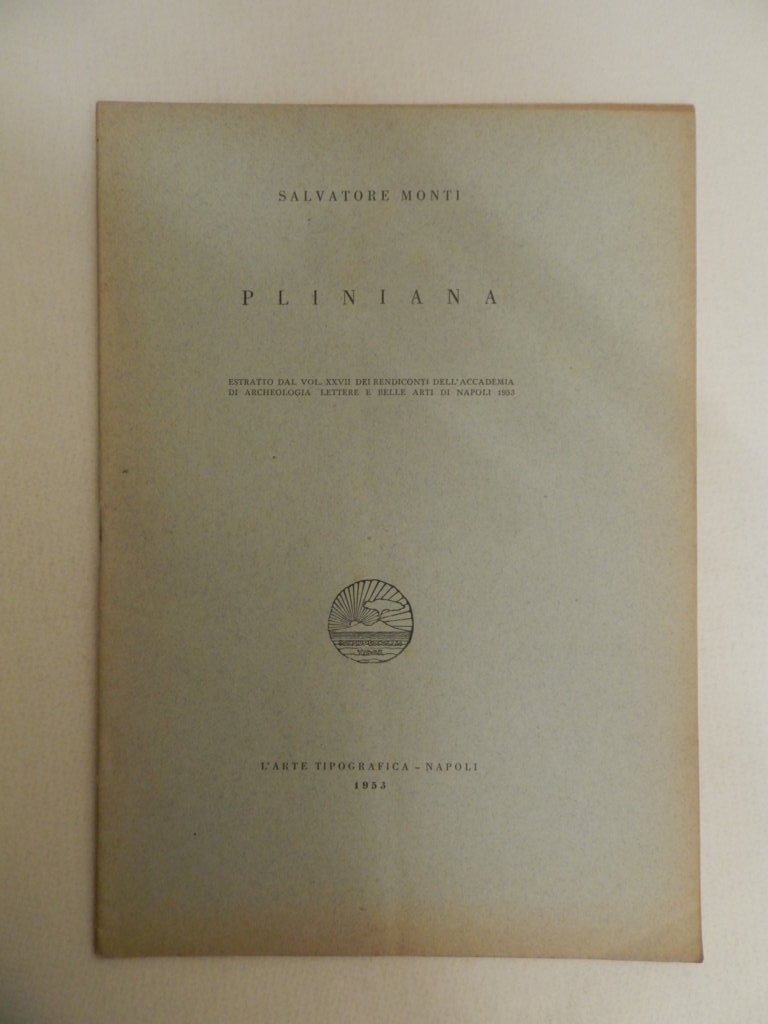 SALVATORE MONTI
PLINIANA
ESTRATTO DAL VOL. XXVII DEI RENDICONTI DELL'ACCADEMIA
DI ARCHEOLOGIA LETTERE E BELLE ARTI DI NAPOLI 1953
L'ARTE TIPOGRAFICA - NAPOLI
1953